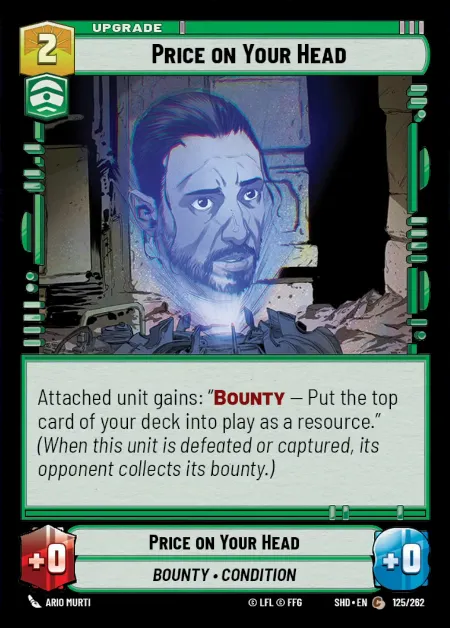 UPGRADE
2
PRICE ON YOUR HEAD
Attached unit gains: “BOUNTY — Put the top
card of your deck into play as a resource.”
(When this unit is defeated or captured, its
opponent collects its bounty.)
+0
PRICE ON YOUR HEAD
+0
BOUNTY • CONDITION
ARIO MURTI
© LFL © FFG
SHD • EN C 125/262